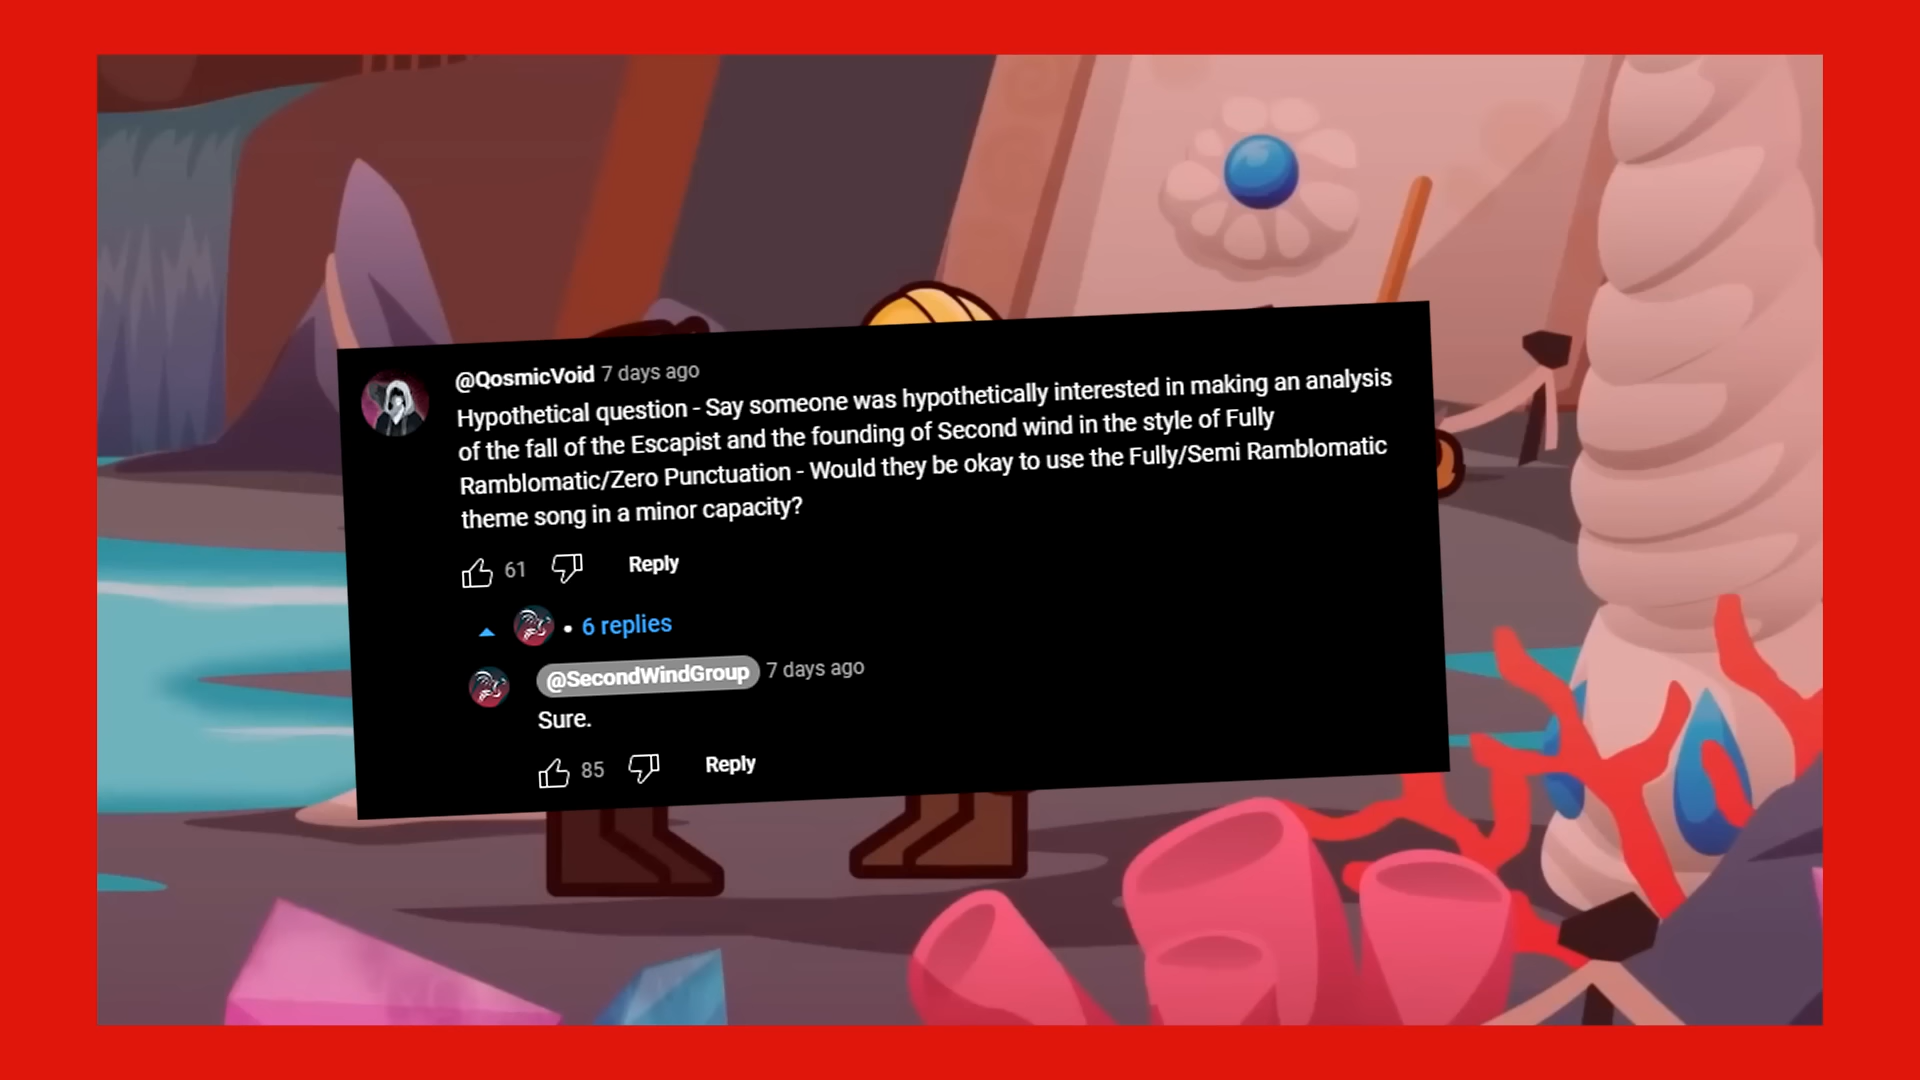 @QosmicVoid 7 days ago
Hypothetical question - Say someone was hypothetically interested in making an analysis
of the fall of the Escapist and the founding of Second wind in the style of Fully
Ramblomatic/Zero Punctuation - Would they be okay to use the Fully/Semi Ramblomatic
theme song in a minor capacity?
61 Reply
• 6 replies
@SecondWindGroup 7 days ago
Sure.
85 Reply